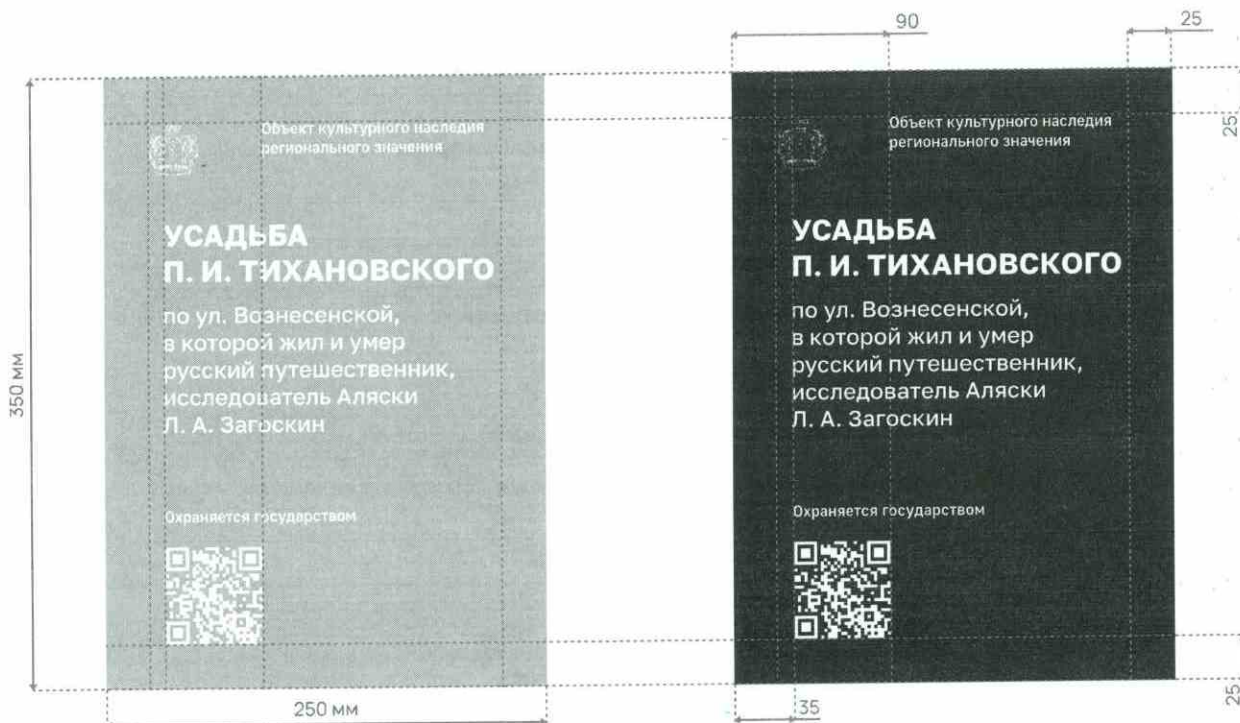 90
25
Объект культурного наследия
регионального значения
УСАДЬБА
П. И. ТИХАНОВСКОГО
по ул. Вознесенской,
в которой жил и умер
русский путешественник,
исследователь Аляски
Л. А. Загоскин
Охраняется государством
350 мм
250 мм
Объект культурного наследия
регионального значения
УСАДЬБА
П. И. ТИХАНОВСКОГО
по ул. Вознесенской,
в которой жил и умер
русский путешественник,
исследователь Аляски
Л. А. Загоскин
Охраняется государством
25
25
35